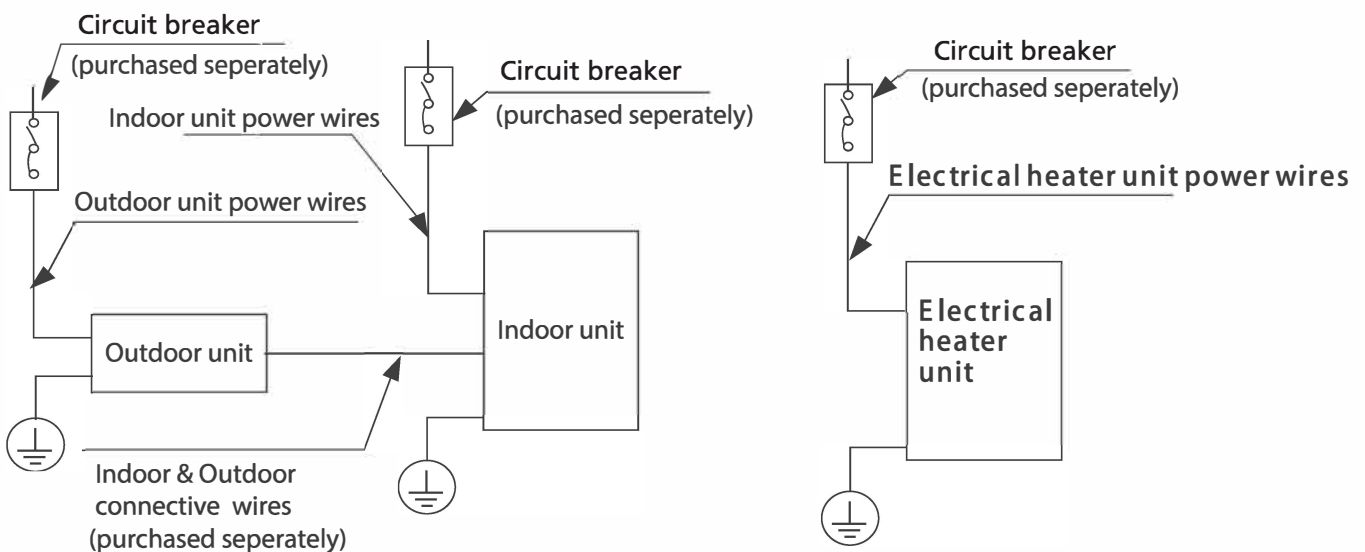 Circuit breaker
(purchased seperately)
Circuit breaker
(purchased seperately)
Circuit breaker
(purchased seperately)
Indoor unit power wires
Outdoor unit power wires
Electrical heater unit power wires
Outdoor unit
Indoor unit
Electrical
heater
unit
Indoor & Outdoor
connective wires
(purchased seperately)